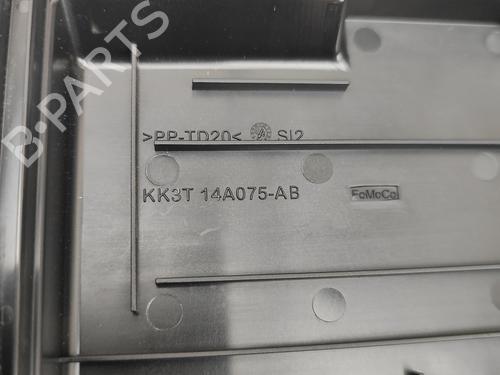 B-PARTS
>PP-TD20< SI2
KK3T 14A075-AB
FoMoCo